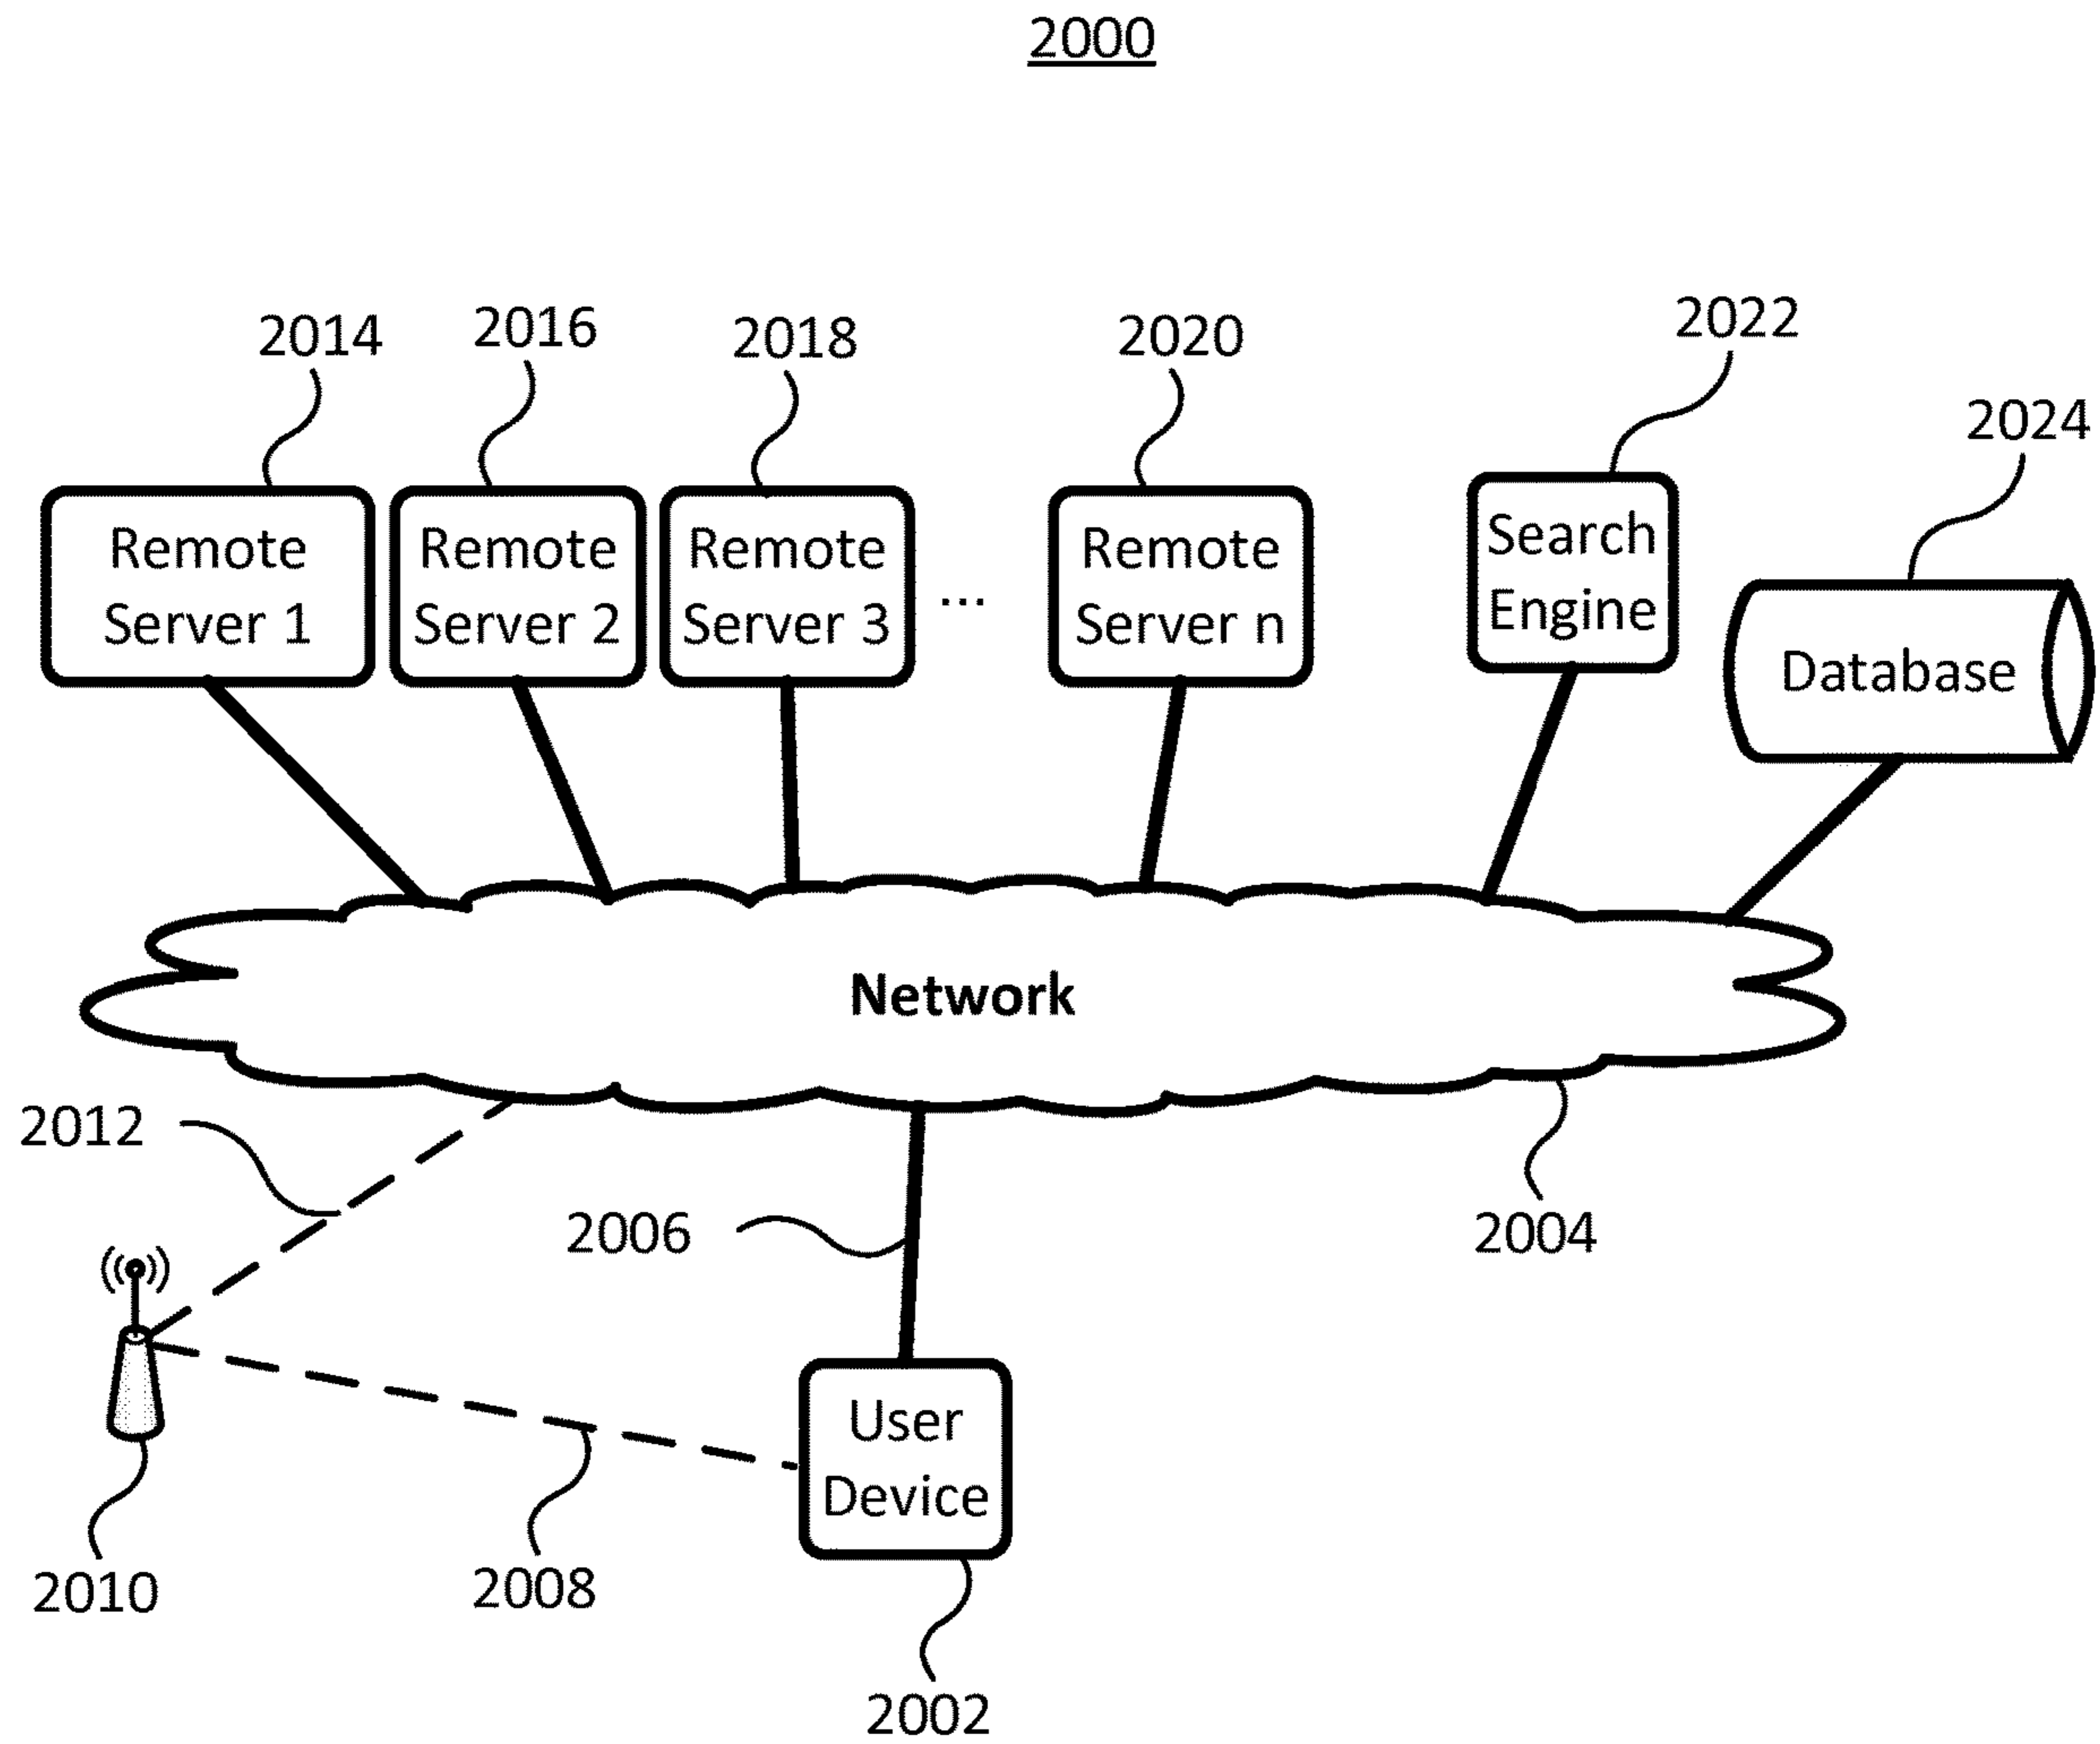 2000
2014
2016
2018
2020
2022
2024
Remote
Server 1
Remote
Server 2
Remote
Server 3
...
Remote
Server n
Search
Engine
Database
Network
2012
2006
2004
User
Device
2010
2008
2002